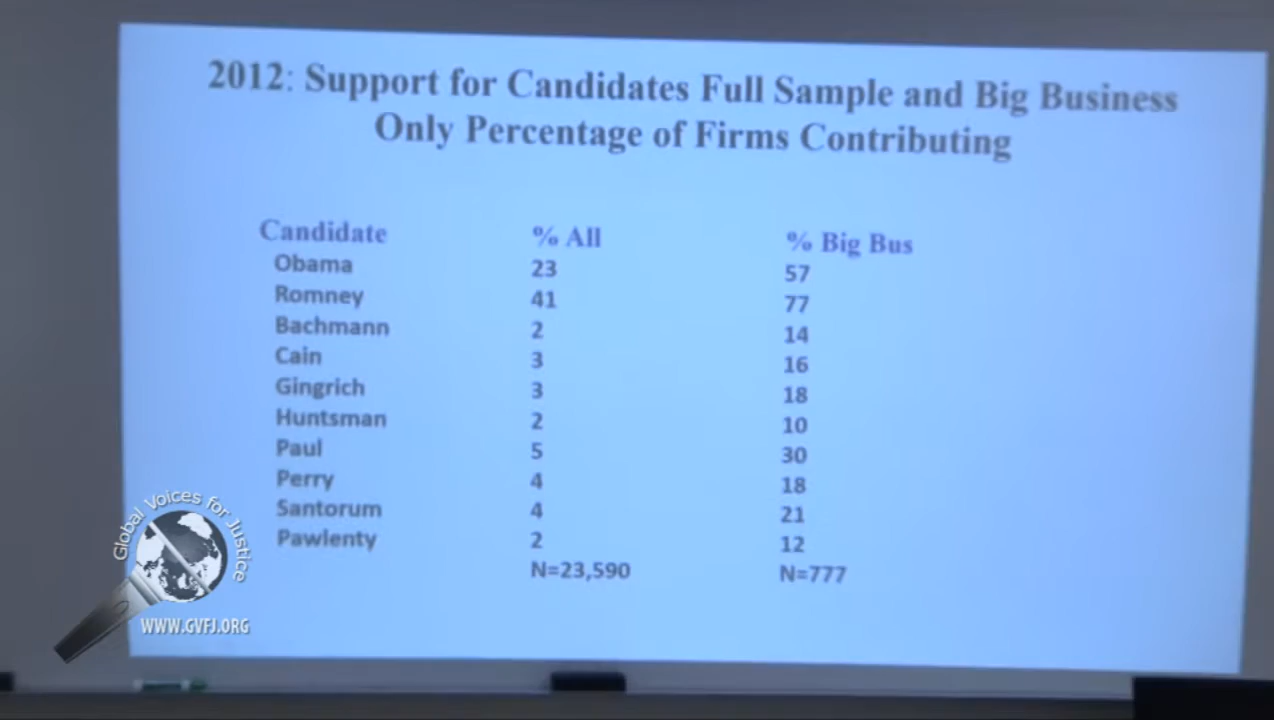 2012: Support for Candidates Full Sample and Big Business
Only Percentage of Firms Contributing
Candidate % All % Big Bus
Obama 23 57
Romney 41 77
Bachmann 2 14
Cain 3 16
Gingrich 3 18
Huntsman 2 10
Paul 5 30
Perry 4 18
Santorum 4 21
Pawlenty 2 12
N=23,590 N=777
Global Voices for Justice
WWW.GVFJ.ORG